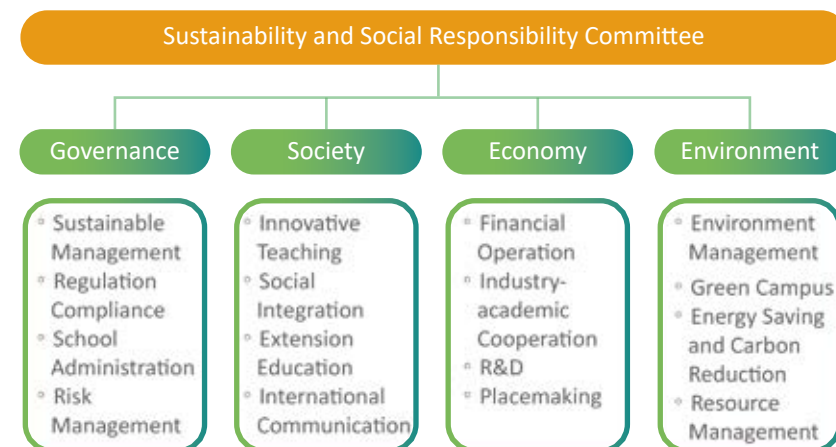 Sustainability and Social Responsibility Committee
Governance
Society
Economy
Environment
◦ Sustainable
Management
◦ Regulation
Compliance
◦ School
Administration
◦ Risk
Management
◦ Innovative
Teaching
◦ Social
Integration
◦ Extension
Education
◦ International
Communication
◦ Financial
Operation
◦ Industry-
academic
Cooperation
◦ R&D
◦ Placemaking
◦ Environment
Management
◦ Green Campus
◦ Energy Saving
and Carbon
Reduction
◦ Resource
Management